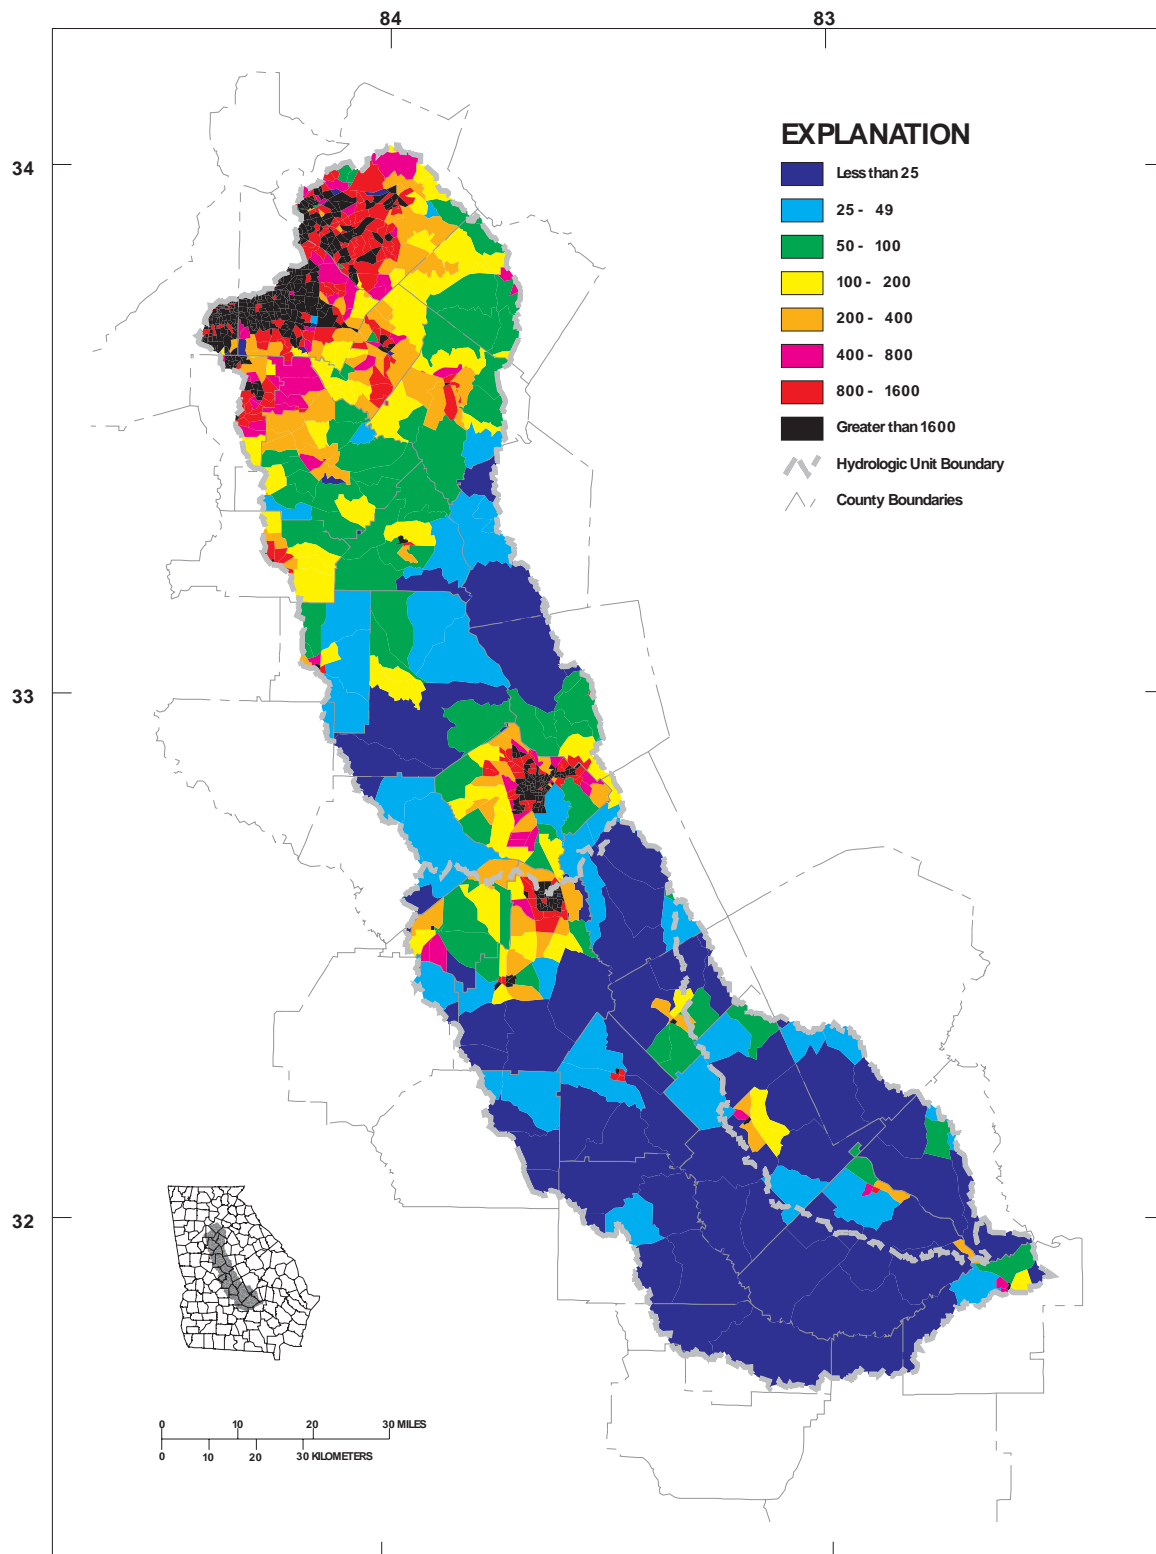 84
83
34
EXPLANATION
Less than 25
25 - 49
50 - 100
100 - 200
200 - 400
400 - 800
800 - 1600
Greater than 1600
Hydrologic Unit Boundary
County Boundaries
33
32
0 10 20 30 MILES
0 10 20 30 KILOMETERS